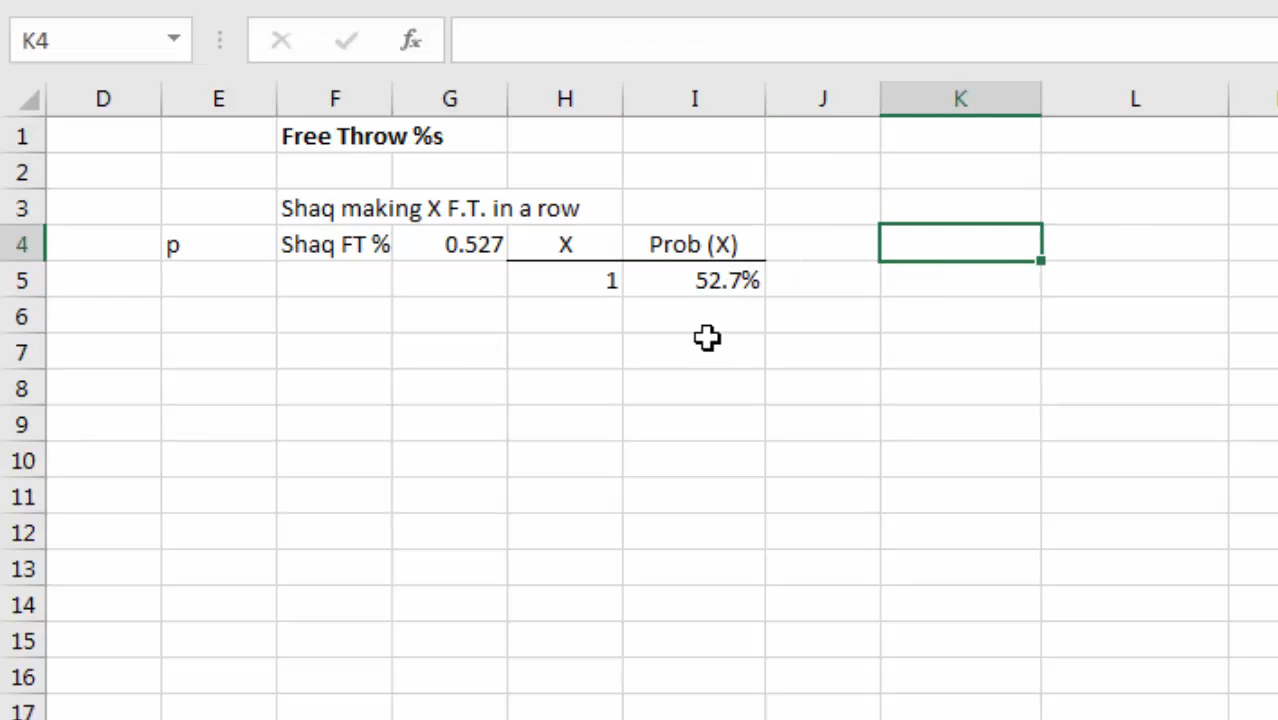 K4 fx
D E F G H I J K L
1 Free Throw %s
2
3 Shaq making X F.T. in a row
4 p Shaq FT % 0.527 X Prob (X)
5 1 52.7%
6
7
8
9
10
11
12
13
14
15
16
17